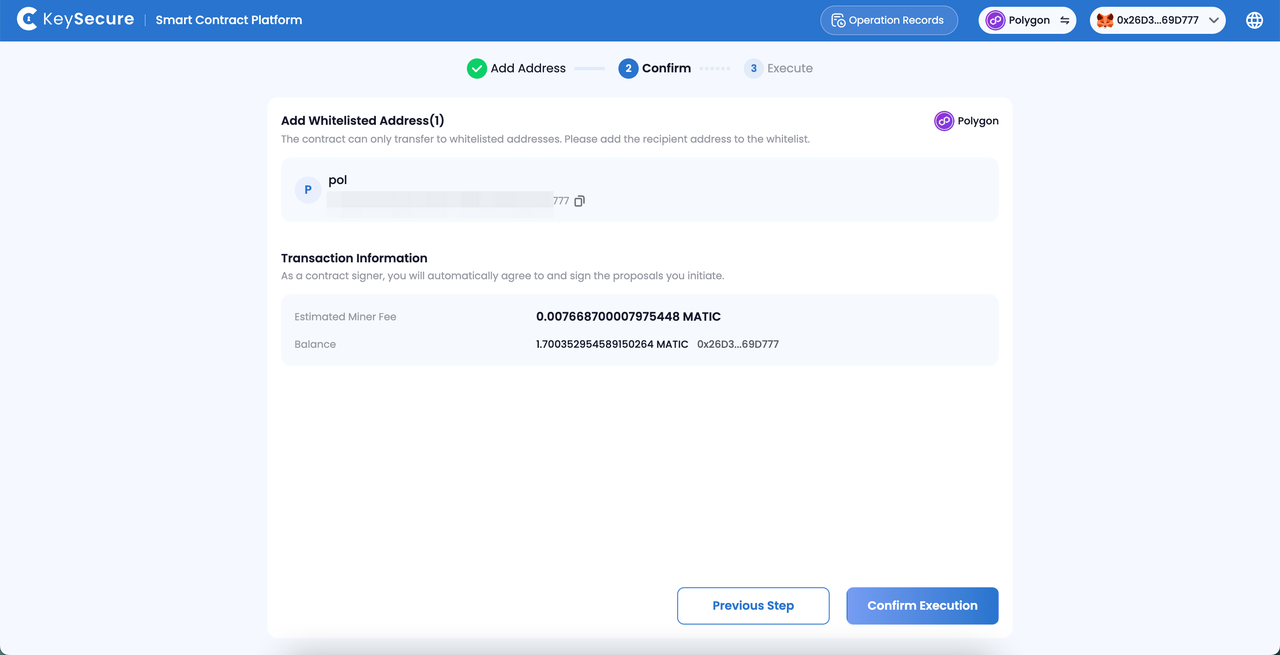 KeySecure | Smart Contract Platform
Operation Records
Polygon
0x26D3...69D777
Add Address
2 Confirm
3 Execute
Add Whitelisted Address(1)
Polygon
The contract can only transfer to whitelisted addresses. Please add the recipient address to the whitelist.
P
pol
777
Transaction Information
As a contract signer, you will automatically agree to and sign the proposals you initiate.
Estimated Miner Fee 0.007668700007975448 MATIC
Balance 1.700352954589150264 MATIC 0x26D3...69D777
Previous Step
Confirm Execution